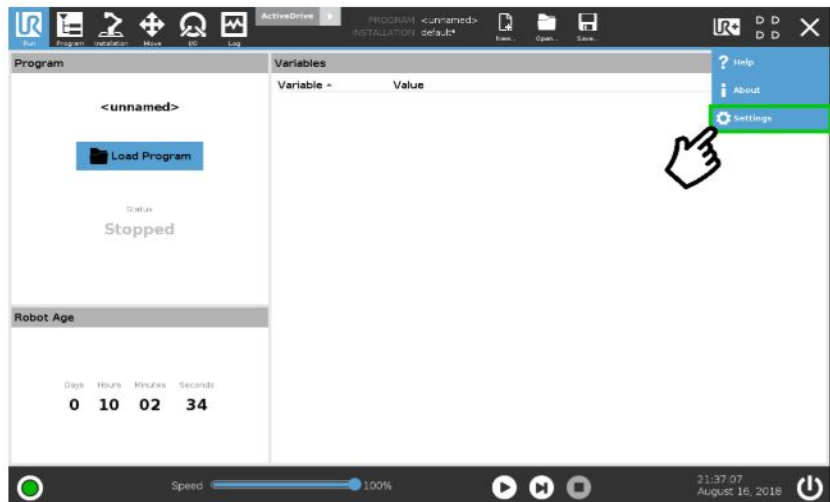 UR
Run
Program
Installation
Move
I/O
Log
ActiveDrive
PROGRAM <unnamed>
INSTALLATION default*
New...
Open...
Save...
UR+
D D
D D
Program
<unnamed>
Load Program
Status
Stopped
Variables
Variable
Value
? Help
i About
Settings
Robot Age
Days Hours Minutes Seconds
0 10 02 34
Speed
100%
21:37:07
August 16, 2018